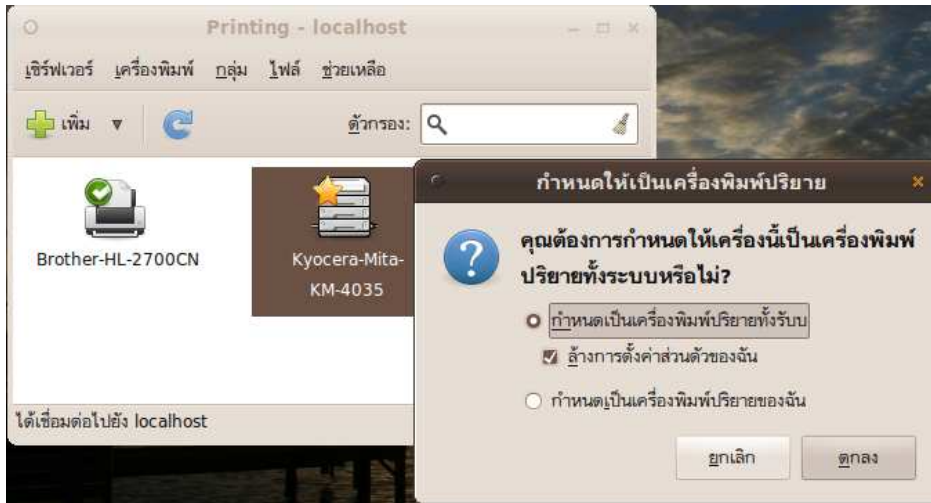 Printing - localhost
เซิร์ฟเวอร์ เครื่องพิมพ์ กลุ่ม ไฟล์ ช่วยเหลือ
เพิ่ม ตัวกรอง:
Brother-HL-2700CN
Kyocera-Mita-
KM-4035
ได้เชื่อมต่อไปยัง localhost
กำหนดให้เป็นเครื่องพิมพ์ปริยาย
คุณต้องการกำหนดให้เครื่องนี้เป็นเครื่องพิมพ์
ปริยายทั้งระบบหรือไม่?
กำหนดเป็นเครื่องพิมพ์ปริยายทั้งรับบ
ล้างการตั้งค่าส่วนตัวของฉัน
กำหนดเป็นเครื่องพิมพ์ปริยายของฉัน
ยกเลิก ตกลง